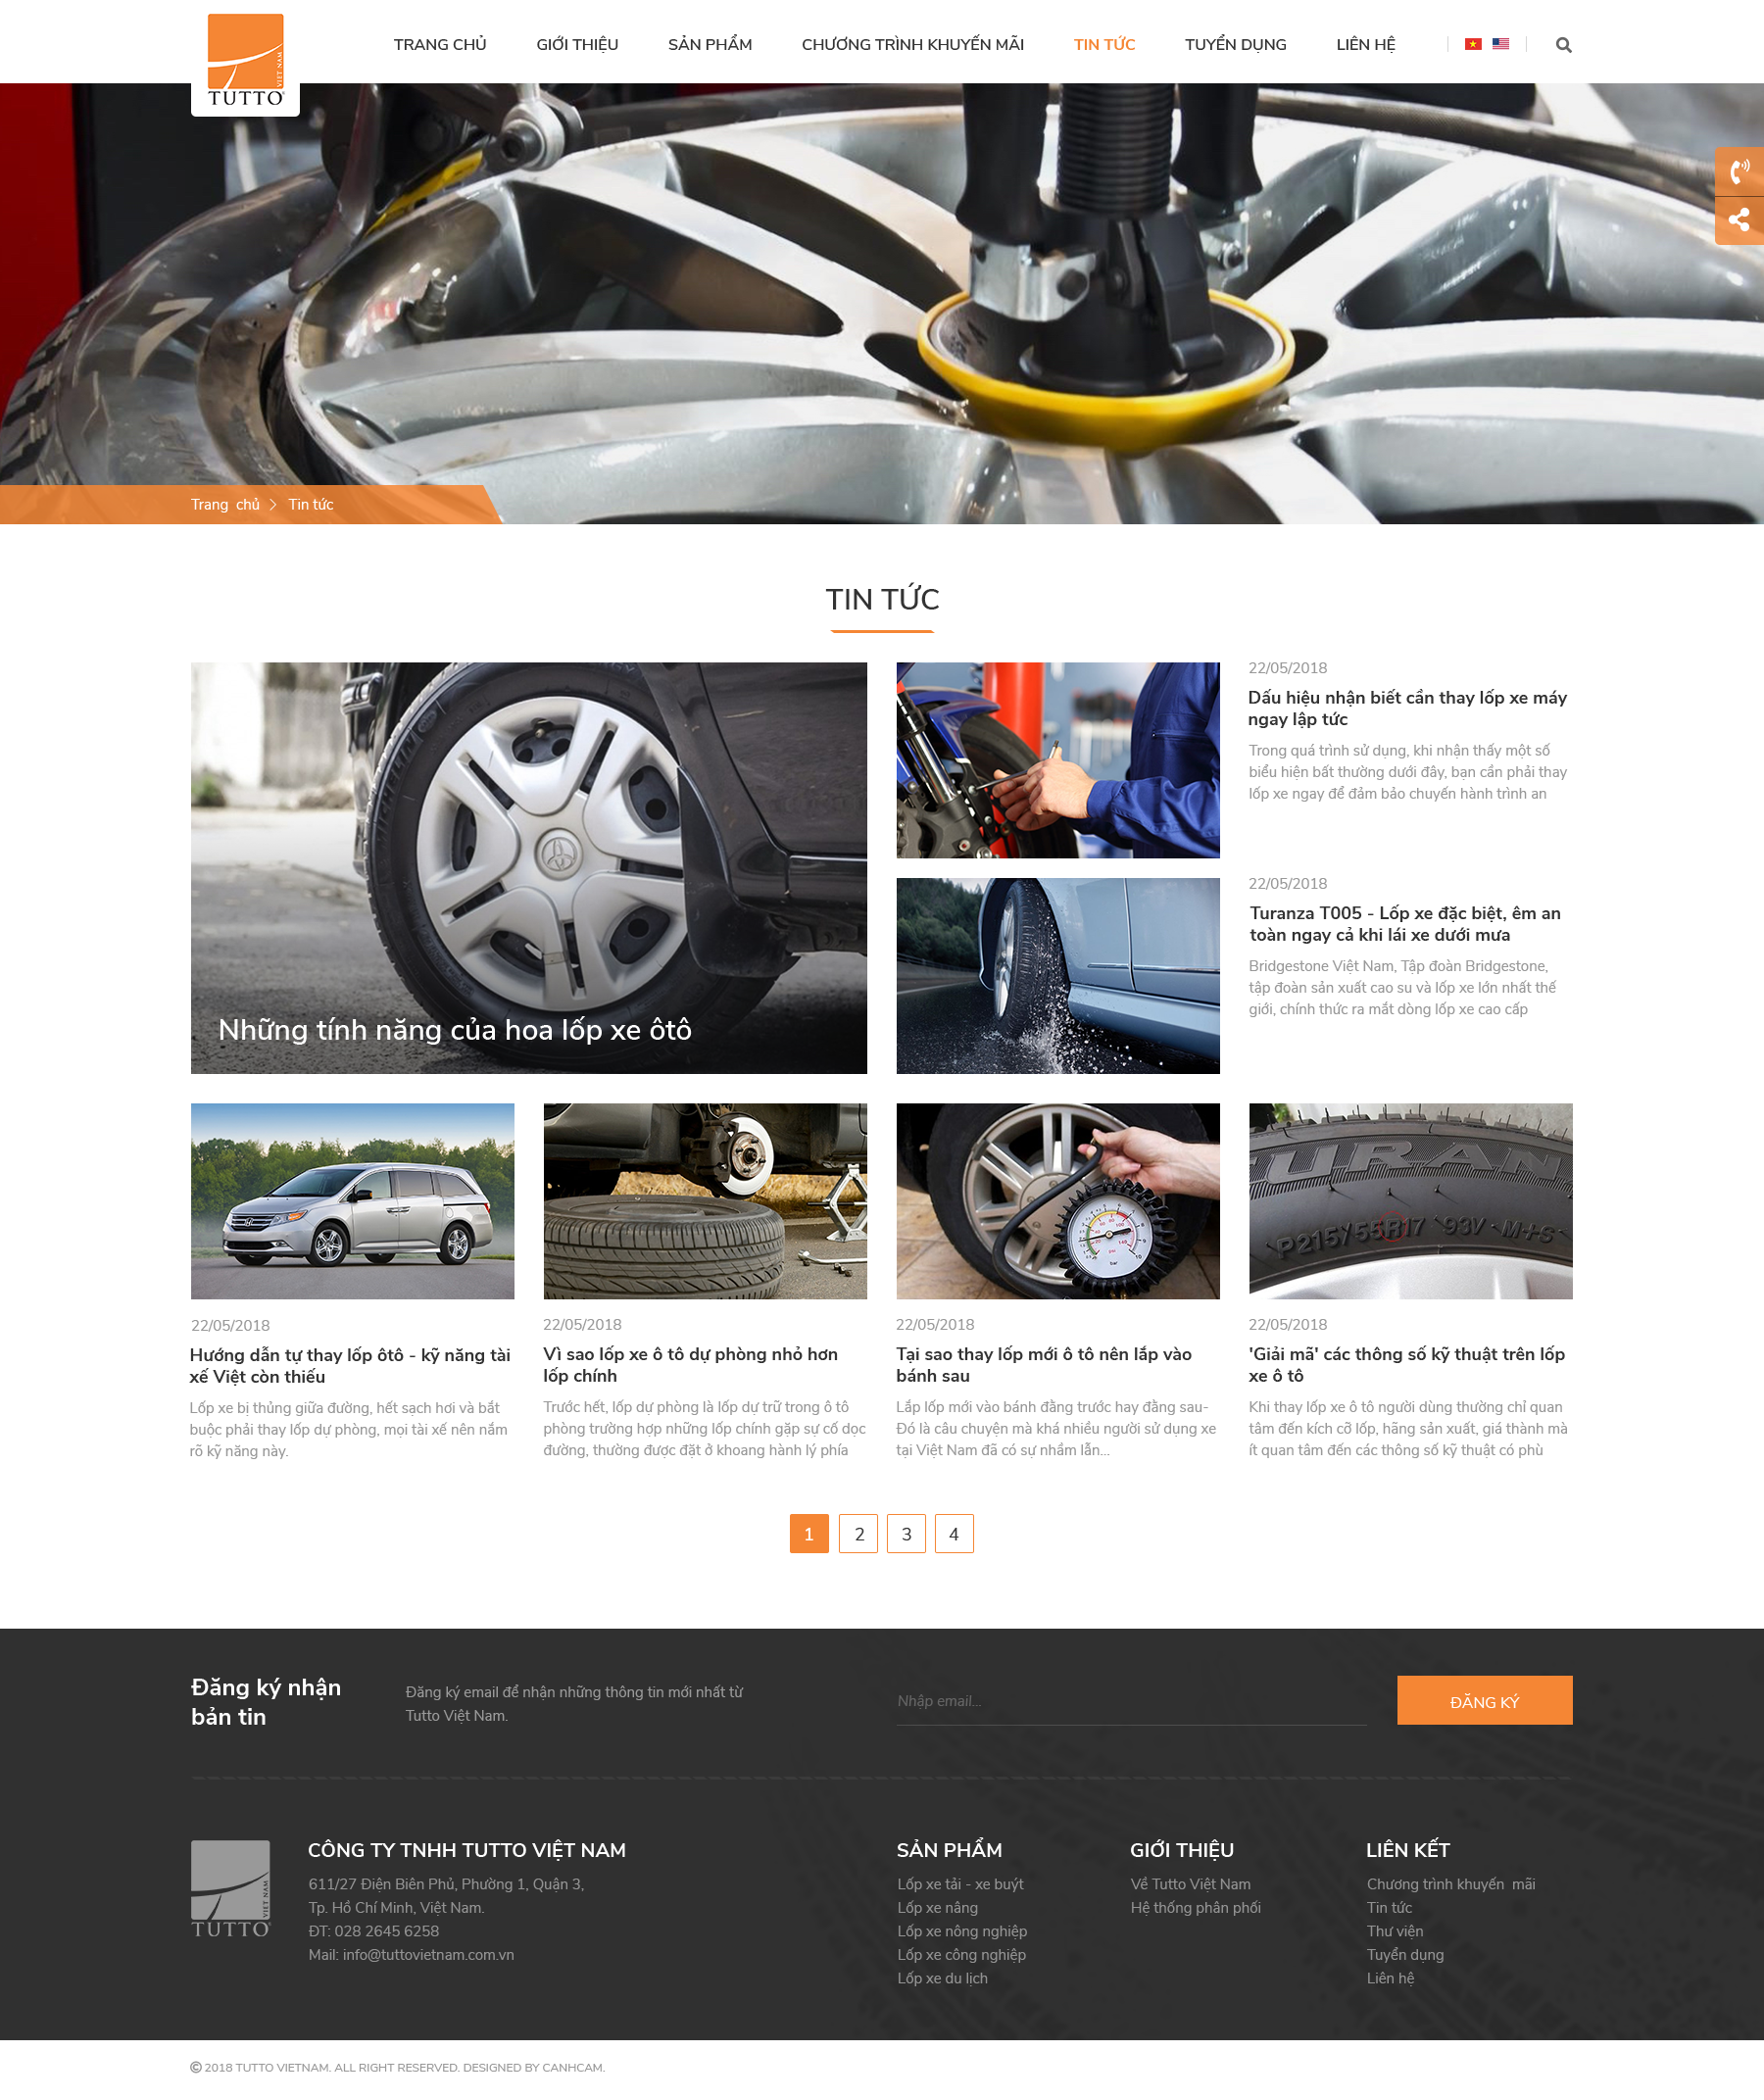 TUTTO
VIỆT NAM
TRANG CHỦ
GIỚI THIỆU
SẢN PHẨM
CHƯƠNG TRÌNH KHUYẾN MÃI
TIN TỨC
TUYỂN DỤNG
LIÊN HỆ
Trang chủ > Tin tức
TIN TỨC
Những tính năng của hoa lốp xe ôtô
22/05/2018
Dấu hiệu nhận biết cần thay lốp xe máy
ngay lập tức
Trong quá trình sử dụng, khi nhận thấy một số
biểu hiện bất thường dưới đây, bạn cần phải thay
lốp xe ngay để đảm bảo chuyến hành trình an
22/05/2018
Turanza T005 - Lốp xe đặc biệt, êm an
toàn ngay cả khi lái xe dưới mưa
Bridgestone Việt Nam, Tập đoàn Bridgestone,
tập đoàn sản xuất cao su và lốp xe lớn nhất thế
giới, chính thức ra mắt dòng lốp xe cao cấp
22/05/2018
Hướng dẫn tự thay lốp ôtô - kỹ năng tài
xế Việt còn thiếu
Lốp xe bị thủng giữa đường, hết sạch hơi và bắt
buộc phải thay lốp dự phòng, mọi tài xế nên nắm
rõ kỹ năng này.
22/05/2018
Vì sao lốp xe ô tô dự phòng nhỏ hơn
lốp chính
Trước hết, lốp dự phòng là lốp dự trữ trong ô tô
phòng trường hợp những lốp chính gặp sự cố dọc
đường, thường được đặt ở khoang hành lý phía
22/05/2018
Tại sao thay lốp mới ô tô nên lắp vào
bánh sau
Lắp lốp mới vào bánh đằng trước hay đằng sau-
Đó là câu chuyện mà khá nhiều người sử dụng xe
tại Việt Nam đã có sự nhầm lẫn...
TURAN
P215/55R17 93V M+S
22/05/2018
'Giải mã' các thông số kỹ thuật trên lốp
xe ô tô
Khi thay lốp xe ô tô người dùng thường chỉ quan
tâm đến kích cỡ lốp, hãng sản xuất, giá thành mà
ít quan tâm đến các thông số kỹ thuật có phù
1 2 3 4
Đăng ký nhận
bản tin
Đăng ký email để nhận những thông tin mới nhất từ
Tutto Việt Nam.
Nhập email...
ĐĂNG KÝ
TUTTO
VIỆT NAM
CÔNG TY TNHH TUTTO VIỆT NAM
611/27 Điện Biên Phủ, Phường 1, Quận 3,
Tp. Hồ Chí Minh, Việt Nam.
ĐT: 028 2645 6258
Mail: info@tuttovietnam.com.vn
SẢN PHẨM
Lốp xe tải - xe buýt
Lốp xe nâng
Lốp xe nông nghiệp
Lốp xe công nghiệp
Lốp xe du lịch
GIỚI THIỆU
Về Tutto Việt Nam
Hệ thống phân phối
LIÊN KẾT
Chương trình khuyến mãi
Tin tức
Thư viện
Tuyển dụng
Liên hệ
© 2018 TUTTO VIETNAM. ALL RIGHT RESERVED. DESIGNED BY CANHCAM.